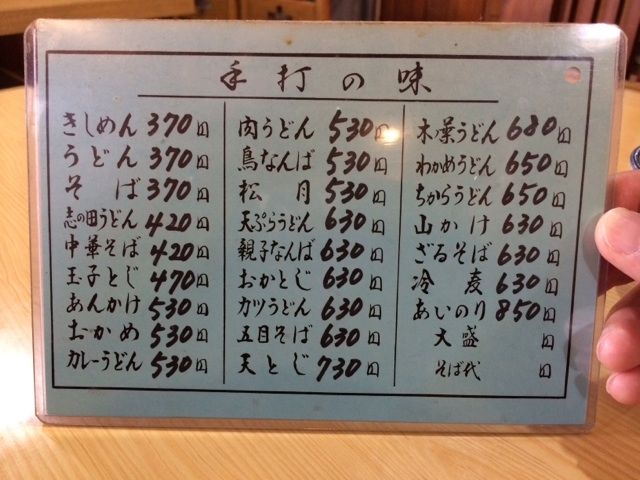 手打の味
きしめん 370円
うどん 370円
そば 370円
志の田うどん 420円
中華そば 420円
玉子とじ 470円
あんかけ 530円
おかめ 530円
カレーうどん 530円
肉うどん 530円
鳥なんば 530円
松月 530円
天ぷらうどん 630円
親子なんば 630円
おかとじ 630円
カツうどん 630円
五目そば 630円
天とじ 730円
木ノ葉うどん 680円
わかめうどん 650円
ちからうどん 650円
山かけ 630円
ざるそば 630円
冷麦 630円
あいのり 850円
大盛 円
そば代 円